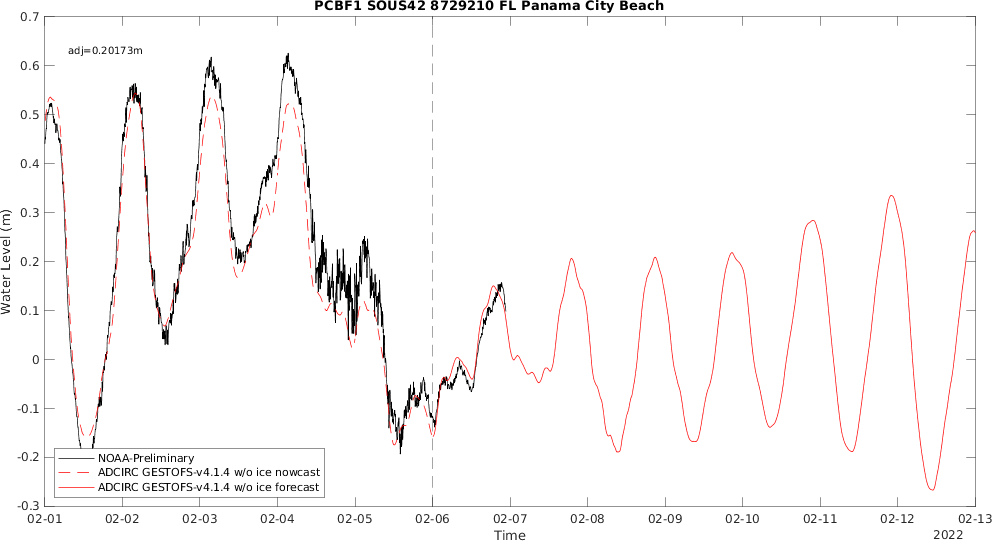 PCBF1 SOUS42 8729210 FL Panama City Beach
0.7
adj=0.20173m
0.6
0.5
0.4
0.3
0.2
0.1
0
-0.1
-0.2
-0.3
Water Level (m)
NOAA-Preliminary
ADCIRC GESTOFS-v4.1.4 w/o ice nowcast
ADCIRC GESTOFS-v4.1.4 w/o ice forecast
02-01 02-02 02-03 02-04 02-05 02-06 02-07 02-08 02-09 02-10 02-11 02-12 02-13
Time
2022